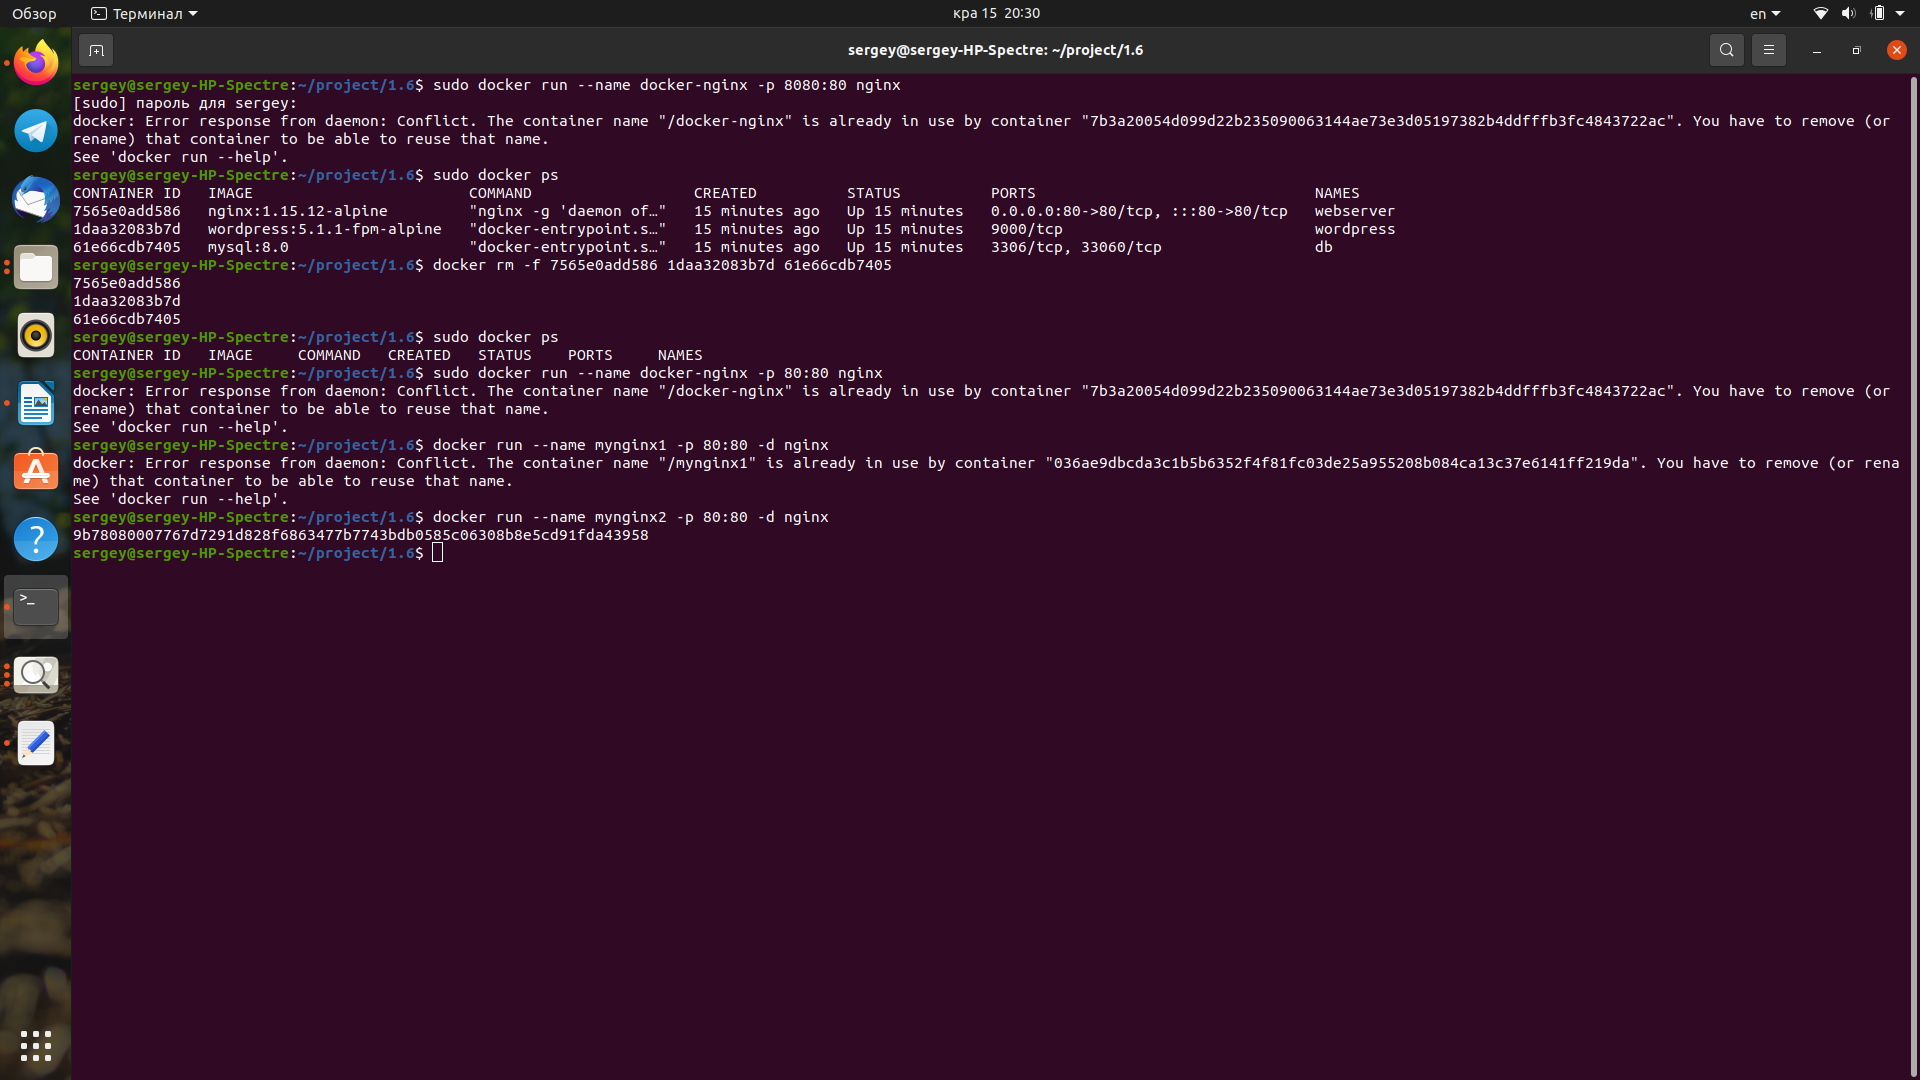 Обзор
Терминал
кра 15 20:30
en
sergey@sergey-HP-Spectre: ~/project/1.6
sergey@sergey-HP-Spectre:~/project/1.6$ sudo docker run --name docker-nginx -p 8080:80 nginx
[sudo] пароль для sergey:
docker: Error response from daemon: Conflict. The container name "/docker-nginx" is already in use by container "7b3a20054d099d22b235090063144ae73e3d05197382b4ddfffb3fc4843722ac". You have to remove (or
rename) that container to be able to reuse that name.
See 'docker run --help'.
sergey@sergey-HP-Spectre:~/project/1.6$ sudo docker ps
CONTAINER ID   IMAGE                        COMMAND                  CREATED          STATUS          PORTS                               NAMES
7565e0add586   nginx:1.15.12-alpine         "nginx -g 'daemon of…"   15 minutes ago   Up 15 minutes   0.0.0.0:80->80/tcp, :::80->80/tcp   webserver
1daa32083b7d   wordpress:5.1.1-fpm-alpine   "docker-entrypoint.s…"   15 minutes ago   Up 15 minutes   9000/tcp                            wordpress
61e66cdb7405   mysql:8.0                    "docker-entrypoint.s…"   15 minutes ago   Up 15 minutes   3306/tcp, 33060/tcp                 db
sergey@sergey-HP-Spectre:~/project/1.6$ docker rm -f 7565e0add586 1daa32083b7d 61e66cdb7405
7565e0add586
1daa32083b7d
61e66cdb7405
sergey@sergey-HP-Spectre:~/project/1.6$ sudo docker ps
CONTAINER ID   IMAGE     COMMAND   CREATED   STATUS    PORTS     NAMES
sergey@sergey-HP-Spectre:~/project/1.6$ sudo docker run --name docker-nginx -p 80:80 nginx
docker: Error response from daemon: Conflict. The container name "/docker-nginx" is already in use by container "7b3a20054d099d22b235090063144ae73e3d05197382b4ddfffb3fc4843722ac". You have to remove (or
rename) that container to be able to reuse that name.
See 'docker run --help'.
sergey@sergey-HP-Spectre:~/project/1.6$ docker run --name mynginx1 -p 80:80 -d nginx
docker: Error response from daemon: Conflict. The container name "/mynginx1" is already in use by container "036ae9dbcda3c1b5b6352f4f81fc03de25a955208b084ca13c37e6141ff219da". You have to remove (or rena
me) that container to be able to reuse that name.
See 'docker run --help'.
sergey@sergey-HP-Spectre:~/project/1.6$ docker run --name mynginx2 -p 80:80 -d nginx
9b78080007767d7291d828f6863477b7743bdb0585c06308b8e5cd91fda43958
sergey@sergey-HP-Spectre:~/project/1.6$